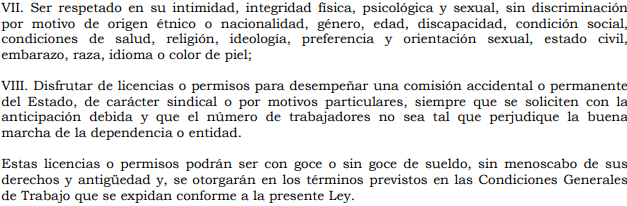 VII. Ser respetado en su intimidad, integridad física, psicológica y sexual, sin discriminación
por motivo de origen étnico o nacionalidad, género, edad, discapacidad, condición social,
condiciones de salud, religión, ideología, preferencia y orientación sexual, estado civil,
embarazo, raza, idioma o color de piel;
VIII. Disfrutar de licencias o permisos para desempeñar una comisión accidental o permanente
del Estado, de carácter sindical o por motivos particulares, siempre que se soliciten con la
anticipación debida y que el número de trabajadores no sea tal que perjudique la buena
marcha de la dependencia o entidad.
Estas licencias o permisos podrán ser con goce o sin goce de sueldo, sin menoscabo de sus
derechos y antigüedad y, se otorgarán en los términos previstos en las Condiciones Generales
de Trabajo que se expidan conforme a la presente Ley.